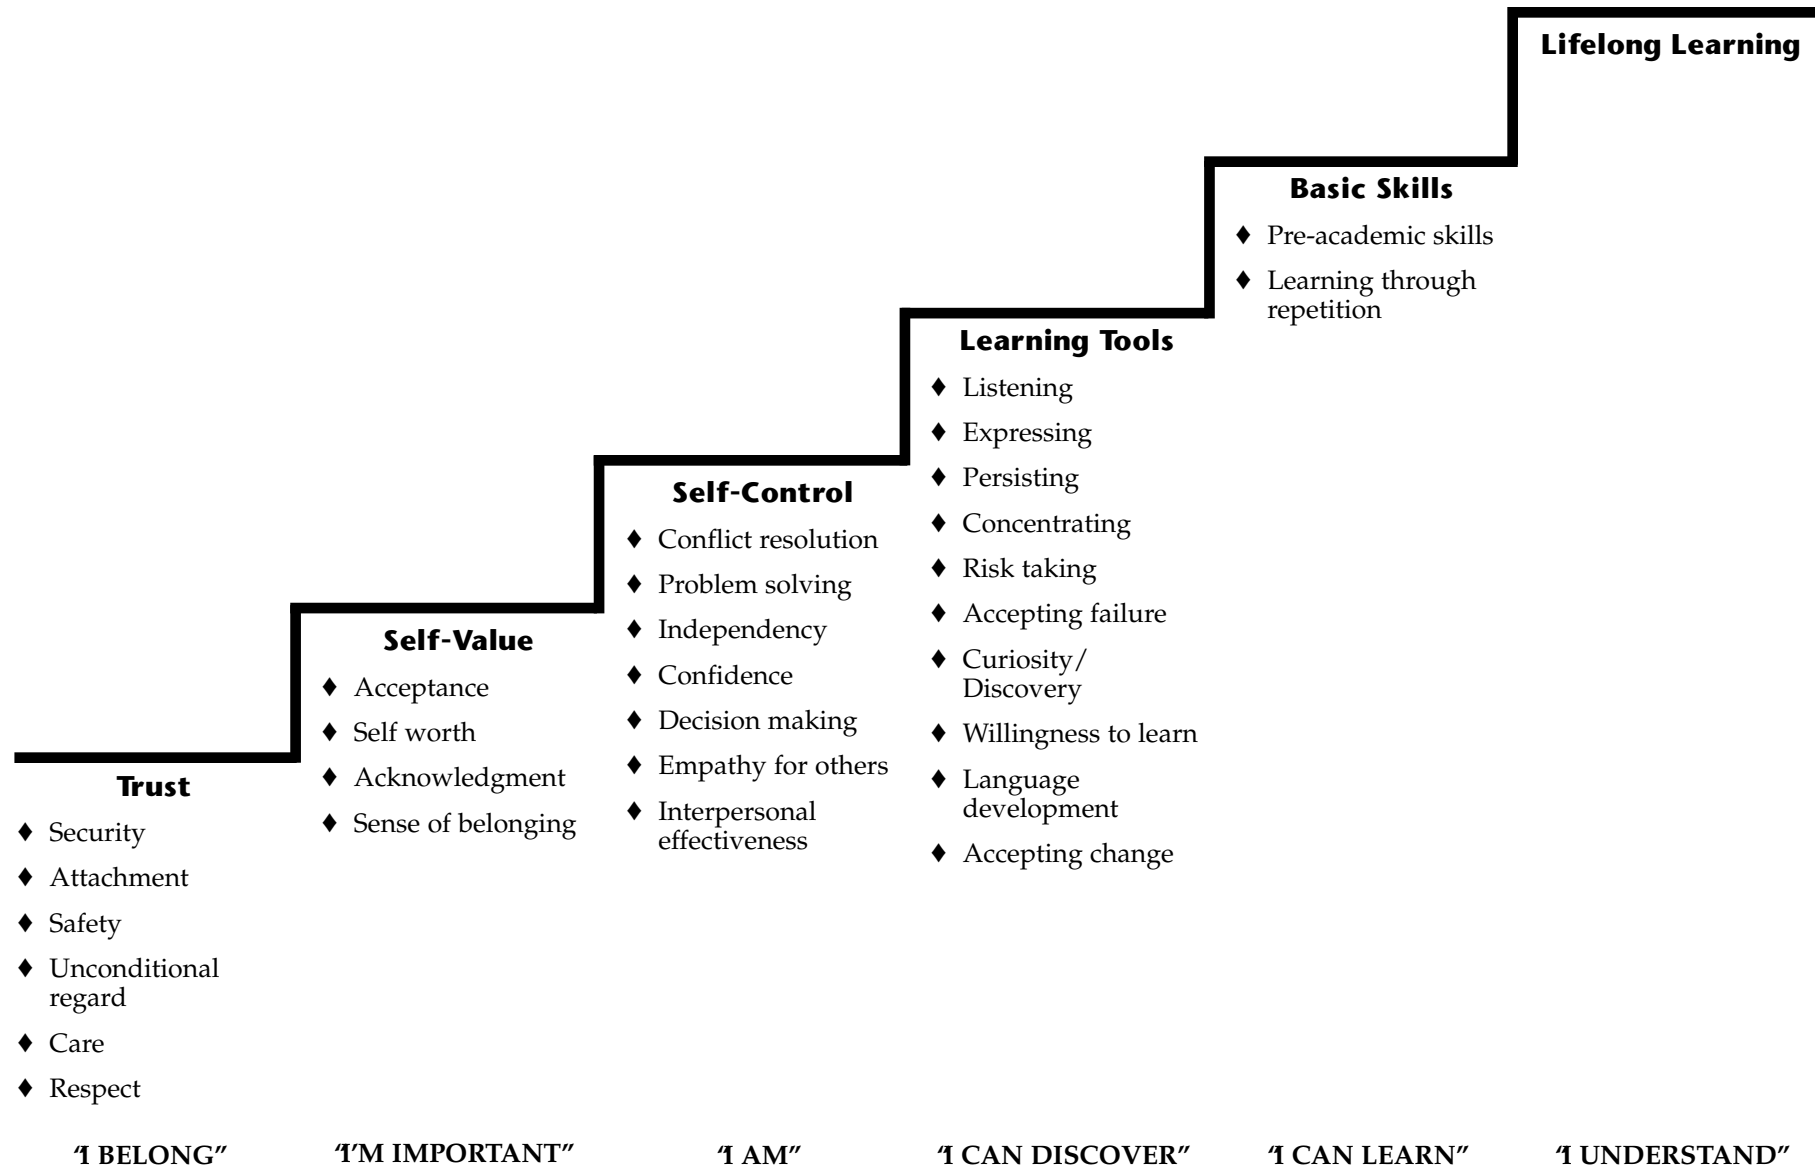 Lifelong Learning
Basic Skills
♦ Pre-academic skills
♦ Learning through
repetition
Learning Tools
♦ Listening
♦ Expressing
♦ Persisting
♦ Concentrating
♦ Risk taking
♦ Accepting failure
♦ Curiosity/
Discovery
♦ Willingness to learn
♦ Language
development
♦ Accepting change
Self-Control
♦ Conflict resolution
♦ Problem solving
♦ Independency
♦ Confidence
♦ Decision making
♦ Empathy for others
♦ Interpersonal
effectiveness
Self-Value
♦ Acceptance
♦ Self worth
♦ Acknowledgment
♦ Sense of belonging
Trust
♦ Security
♦ Attachment
♦ Safety
♦ Unconditional
regard
♦ Care
♦ Respect
“I BELONG”
“I’M IMPORTANT”
“I AM”
“I CAN DISCOVER”
“I CAN LEARN”
“I UNDERSTAND”